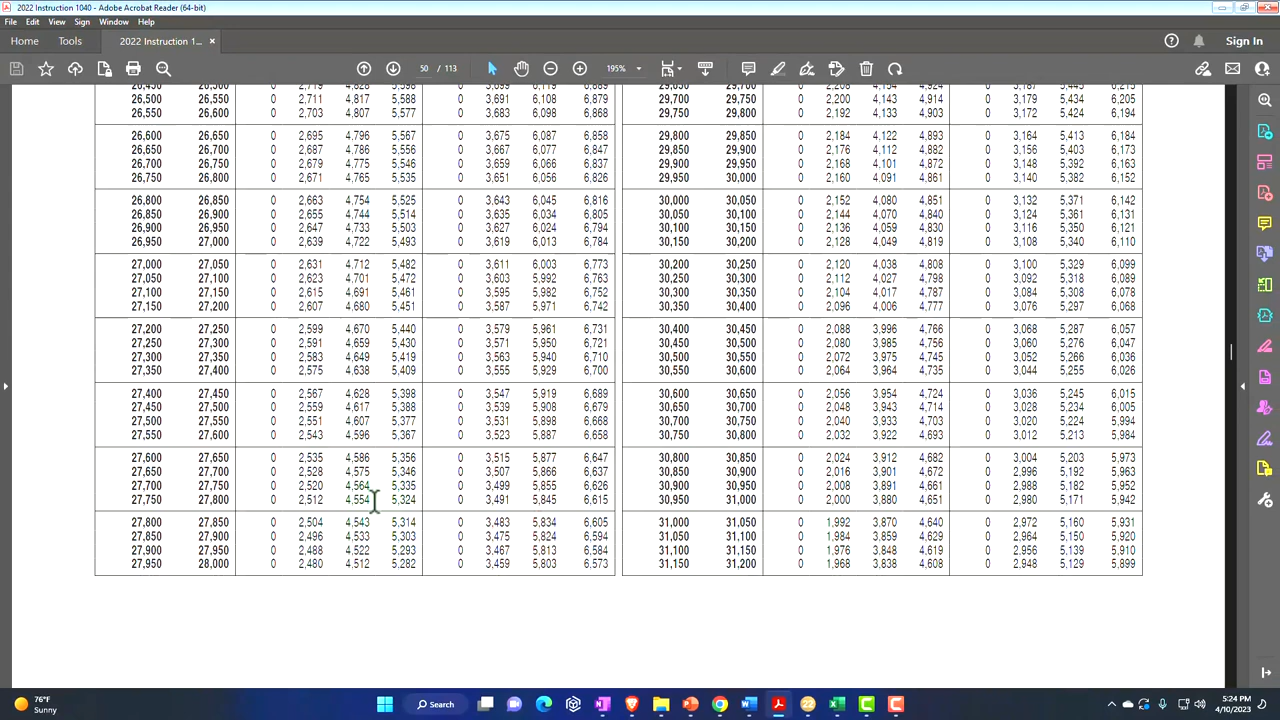 2022 Instruction 1040 - Adobe Acrobat Reader (64-bit)
File Edit View Sign Window Help
Home Tools 2022 Instruction 1... × Sign In
50 / 113 195%
26,500 26,550 0 2,711 4,817 5,588 0 3,691 6,108 6,879 29,700 29,750 0 2,200 4,143 4,914 0 3,179 5,434 6,205
26,550 26,600 0 2,703 4,807 5,577 0 3,683 6,098 6,868 29,750 29,800 0 2,192 4,133 4,903 0 3,172 5,424 6,194
26,600 26,650 0 2,695 4,796 5,567 0 3,675 6,087 6,858 29,800 29,850 0 2,184 4,122 4,893 0 3,164 5,413 6,184
26,650 26,700 0 2,687 4,786 5,556 0 3,667 6,077 6,847 29,850 29,900 0 2,176 4,112 4,882 0 3,156 5,403 6,173
26,700 26,750 0 2,679 4,775 5,546 0 3,659 6,066 6,837 29,900 29,950 0 2,168 4,101 4,872 0 3,148 5,392 6,163
26,750 26,800 0 2,671 4,765 5,535 0 3,651 6,056 6,826 29,950 30,000 0 2,160 4,091 4,861 0 3,140 5,382 6,152
26,800 26,850 0 2,663 4,754 5,525 0 3,643 6,045 6,816 30,000 30,050 0 2,152 4,080 4,851 0 3,132 5,371 6,142
26,850 26,900 0 2,655 4,744 5,514 0 3,635 6,034 6,805 30,050 30,100 0 2,144 4,070 4,840 0 3,124 5,361 6,131
26,900 26,950 0 2,647 4,733 5,503 0 3,627 6,024 6,794 30,100 30,150 0 2,136 4,059 4,830 0 3,116 5,350 6,121
26,950 27,000 0 2,639 4,722 5,493 0 3,619 6,013 6,784 30,150 30,200 0 2,128 4,049 4,819 0 3,108 5,340 6,110
27,000 27,050 0 2,631 4,712 5,482 0 3,611 6,003 6,773 30,200 30,250 0 2,120 4,038 4,808 0 3,100 5,329 6,099
27,050 27,100 0 2,623 4,701 5,472 0 3,603 5,992 6,763 30,250 30,300 0 2,112 4,027 4,798 0 3,092 5,318 6,089
27,100 27,150 0 2,615 4,691 5,461 0 3,595 5,982 6,752 30,300 30,350 0 2,104 4,017 4,787 0 3,084 5,308 6,078
27,150 27,200 0 2,607 4,680 5,451 0 3,587 5,971 6,742 30,350 30,400 0 2,096 4,006 4,777 0 3,076 5,297 6,068
27,200 27,250 0 2,599 4,670 5,440 0 3,579 5,961 6,731 30,400 30,450 0 2,088 3,996 4,766 0 3,068 5,287 6,057
27,250 27,300 0 2,591 4,659 5,430 0 3,571 5,950 6,721 30,450 30,500 0 2,080 3,985 4,756 0 3,060 5,276 6,047
27,300 27,350 0 2,583 4,649 5,419 0 3,563 5,940 6,710 30,500 30,550 0 2,072 3,975 4,745 0 3,052 5,266 6,036
27,350 27,400 0 2,575 4,638 5,409 0 3,555 5,929 6,700 30,550 30,600 0 2,064 3,964 4,735 0 3,044 5,255 6,026
27,400 27,450 0 2,567 4,628 5,398 0 3,547 5,919 6,689 30,600 30,650 0 2,056 3,954 4,724 0 3,036 5,245 6,015
27,450 27,500 0 2,559 4,617 5,388 0 3,539 5,908 6,679 30,650 30,700 0 2,048 3,943 4,714 0 3,028 5,234 6,005
27,500 27,550 0 2,551 4,607 5,377 0 3,531 5,898 6,668 30,700 30,750 0 2,040 3,933 4,703 0 3,020 5,224 5,994
27,550 27,600 0 2,543 4,596 5,367 0 3,523 5,887 6,658 30,750 30,800 0 2,032 3,922 4,693 0 3,012 5,213 5,984
27,600 27,650 0 2,535 4,586 5,356 0 3,515 5,877 6,647 30,800 30,850 0 2,024 3,912 4,682 0 3,004 5,203 5,973
27,650 27,700 0 2,528 4,575 5,346 0 3,507 5,866 6,637 30,850 30,900 0 2,016 3,901 4,672 0 2,996 5,192 5,963
27,700 27,750 0 2,520 4,564 5,335 0 3,499 5,855 6,626 30,900 30,950 0 2,008 3,891 4,661 0 2,988 5,182 5,952
27,750 27,800 0 2,512 4,554 5,324 0 3,491 5,845 6,615 30,950 31,000 0 2,000 3,880 4,651 0 2,980 5,171 5,942
27,800 27,850 0 2,504 4,543 5,314 0 3,483 5,834 6,605 31,000 31,050 0 1,992 3,870 4,640 0 2,972 5,160 5,931
27,850 27,900 0 2,496 4,533 5,303 0 3,475 5,824 6,594 31,050 31,100 0 1,984 3,859 4,629 0 2,964 5,150 5,920
27,900 27,950 0 2,488 4,522 5,293 0 3,467 5,813 6,584 31,100 31,150 0 1,976 3,848 4,619 0 2,956 5,139 5,910
27,950 28,000 0 2,480 4,512 5,282 0 3,459 5,803 6,573 31,150 31,200 0 1,968 3,838 4,608 0 2,948 5,129 5,899
76°F
Sunny
Search
5:24 PM
4/10/2023